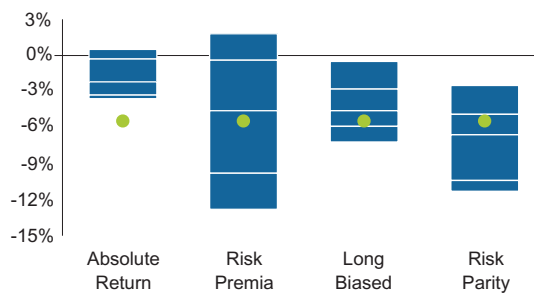 3%
0%
-3%
-6%
-9%
-12%
-15%
Absolute Return
Risk Premia
Long Biased
Risk Parity